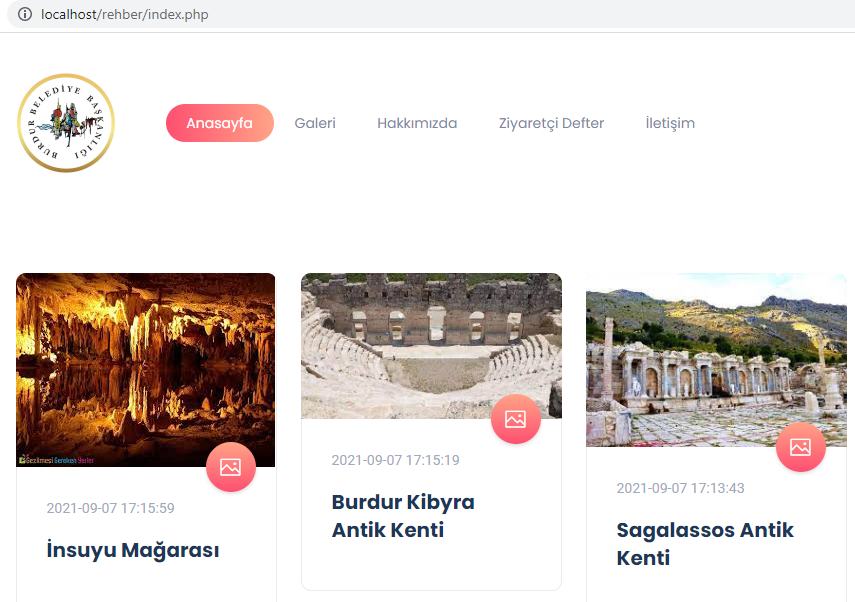 localhost/rehber/index.php
BURDUR BELEDİYE BAŞKANLIĞI
Anasayfa Galeri Hakkımızda Ziyaretçi Defter İletişim
Gezilmesi Gereken Yerler
2021-09-07 17:15:59
İnsuyu Mağarası
2021-09-07 17:15:19
Burdur Kibyra
Antik Kenti
2021-09-07 17:13:43
Sagalassos Antik
Kenti